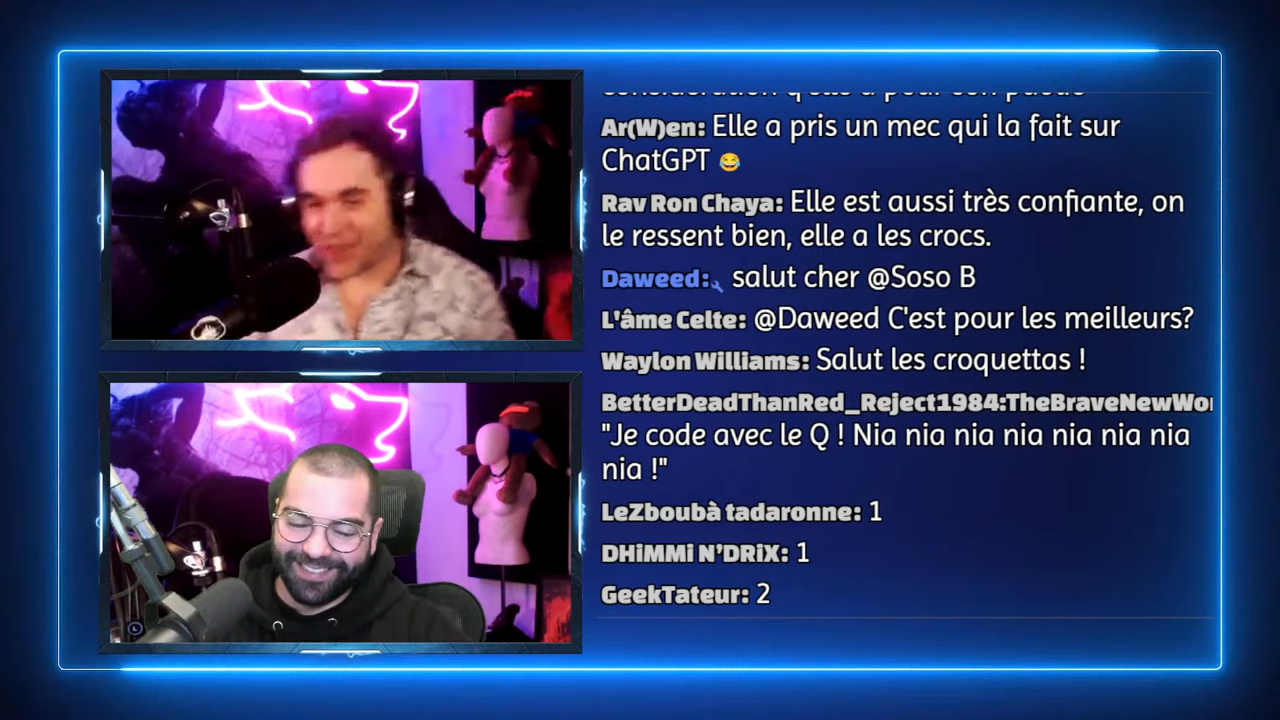 Ar(W)en: Elle a pris un mec qui la fait sur
ChatGPT 😂
Rav Ron Chaya: Elle est aussi très confiante, on
le ressent bien, elle a les crocs.
Daweed: salut cher @Soso B
L'âme Celte: @Daweed C'est pour les meilleurs?
Waylon Williams: Salut les croquettas !
BetterDeadThanRed_Reject1984:TheBraveNewWor
"Je code avec le Q ! Nia nia nia nia nia nia nia
nia !"
LeZboubà tadaronne: 1
DHiMMi N'DRiX: 1
GeekTateur: 2